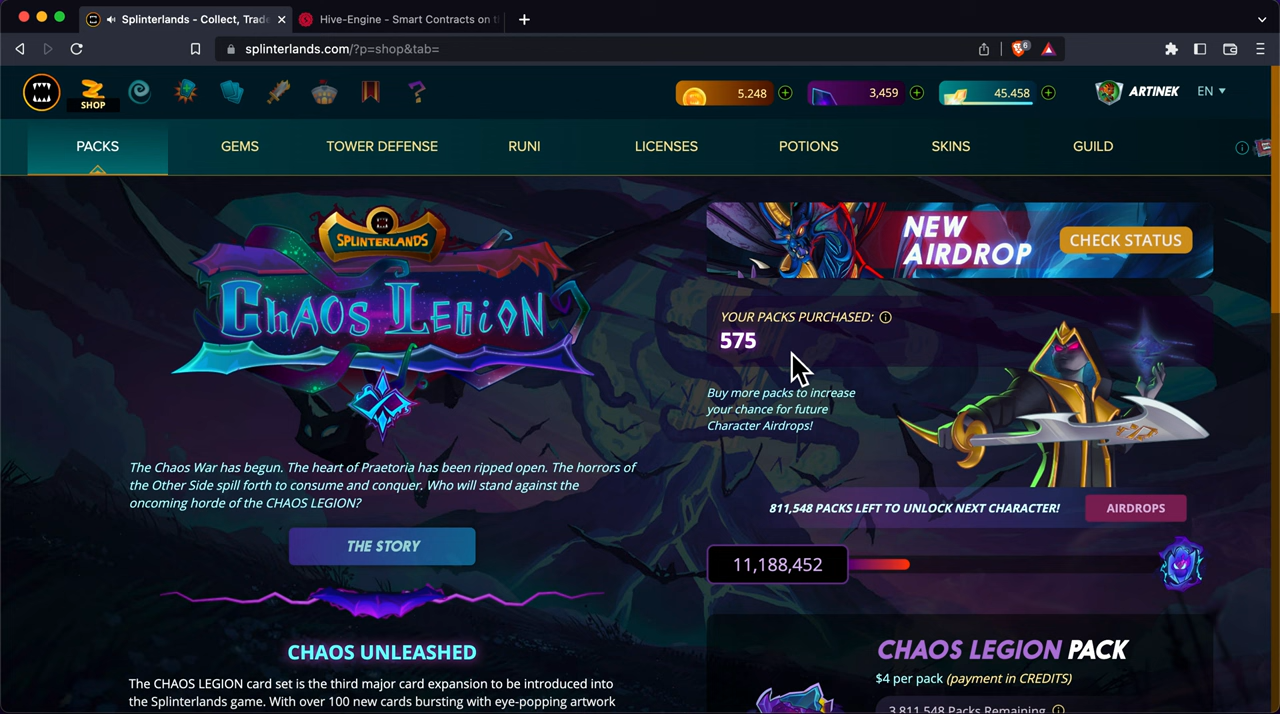 Splinterlands - Collect, Trade
Hive-Engine - Smart Contracts on
splinterlands.com/?p=shop&tab=
6
SHOP
5.248
3,459
45.458
ARTINEK
EN
PACKS
GEMS
TOWER DEFENSE
RUNI
LICENSES
POTIONS
SKINS
GUILD
SPLINTERLANDS
CHAOS LEGION
The Chaos War has begun. The heart of Praetoria has been ripped open. The horrors of
the Other Side spill forth to consume and conquer. Who will stand against the
oncoming horde of the CHAOS LEGION?
THE STORY
CHAOS UNLEASHED
The CHAOS LEGION card set is the third major card expansion to be introduced into
the Splinterlands game. With over 100 new cards bursting with eye-popping artwork
NEW
AIRDROP
CHECK STATUS
YOUR PACKS PURCHASED:
575
Buy more packs to increase
your chance for future
Character Airdrops!
811,548 PACKS LEFT TO UNLOCK NEXT CHARACTER!
AIRDROPS
11,188,452
CHAOS LEGION PACK
$4 per pack (payment in CREDITS)
3,811,548 Packs Remaining